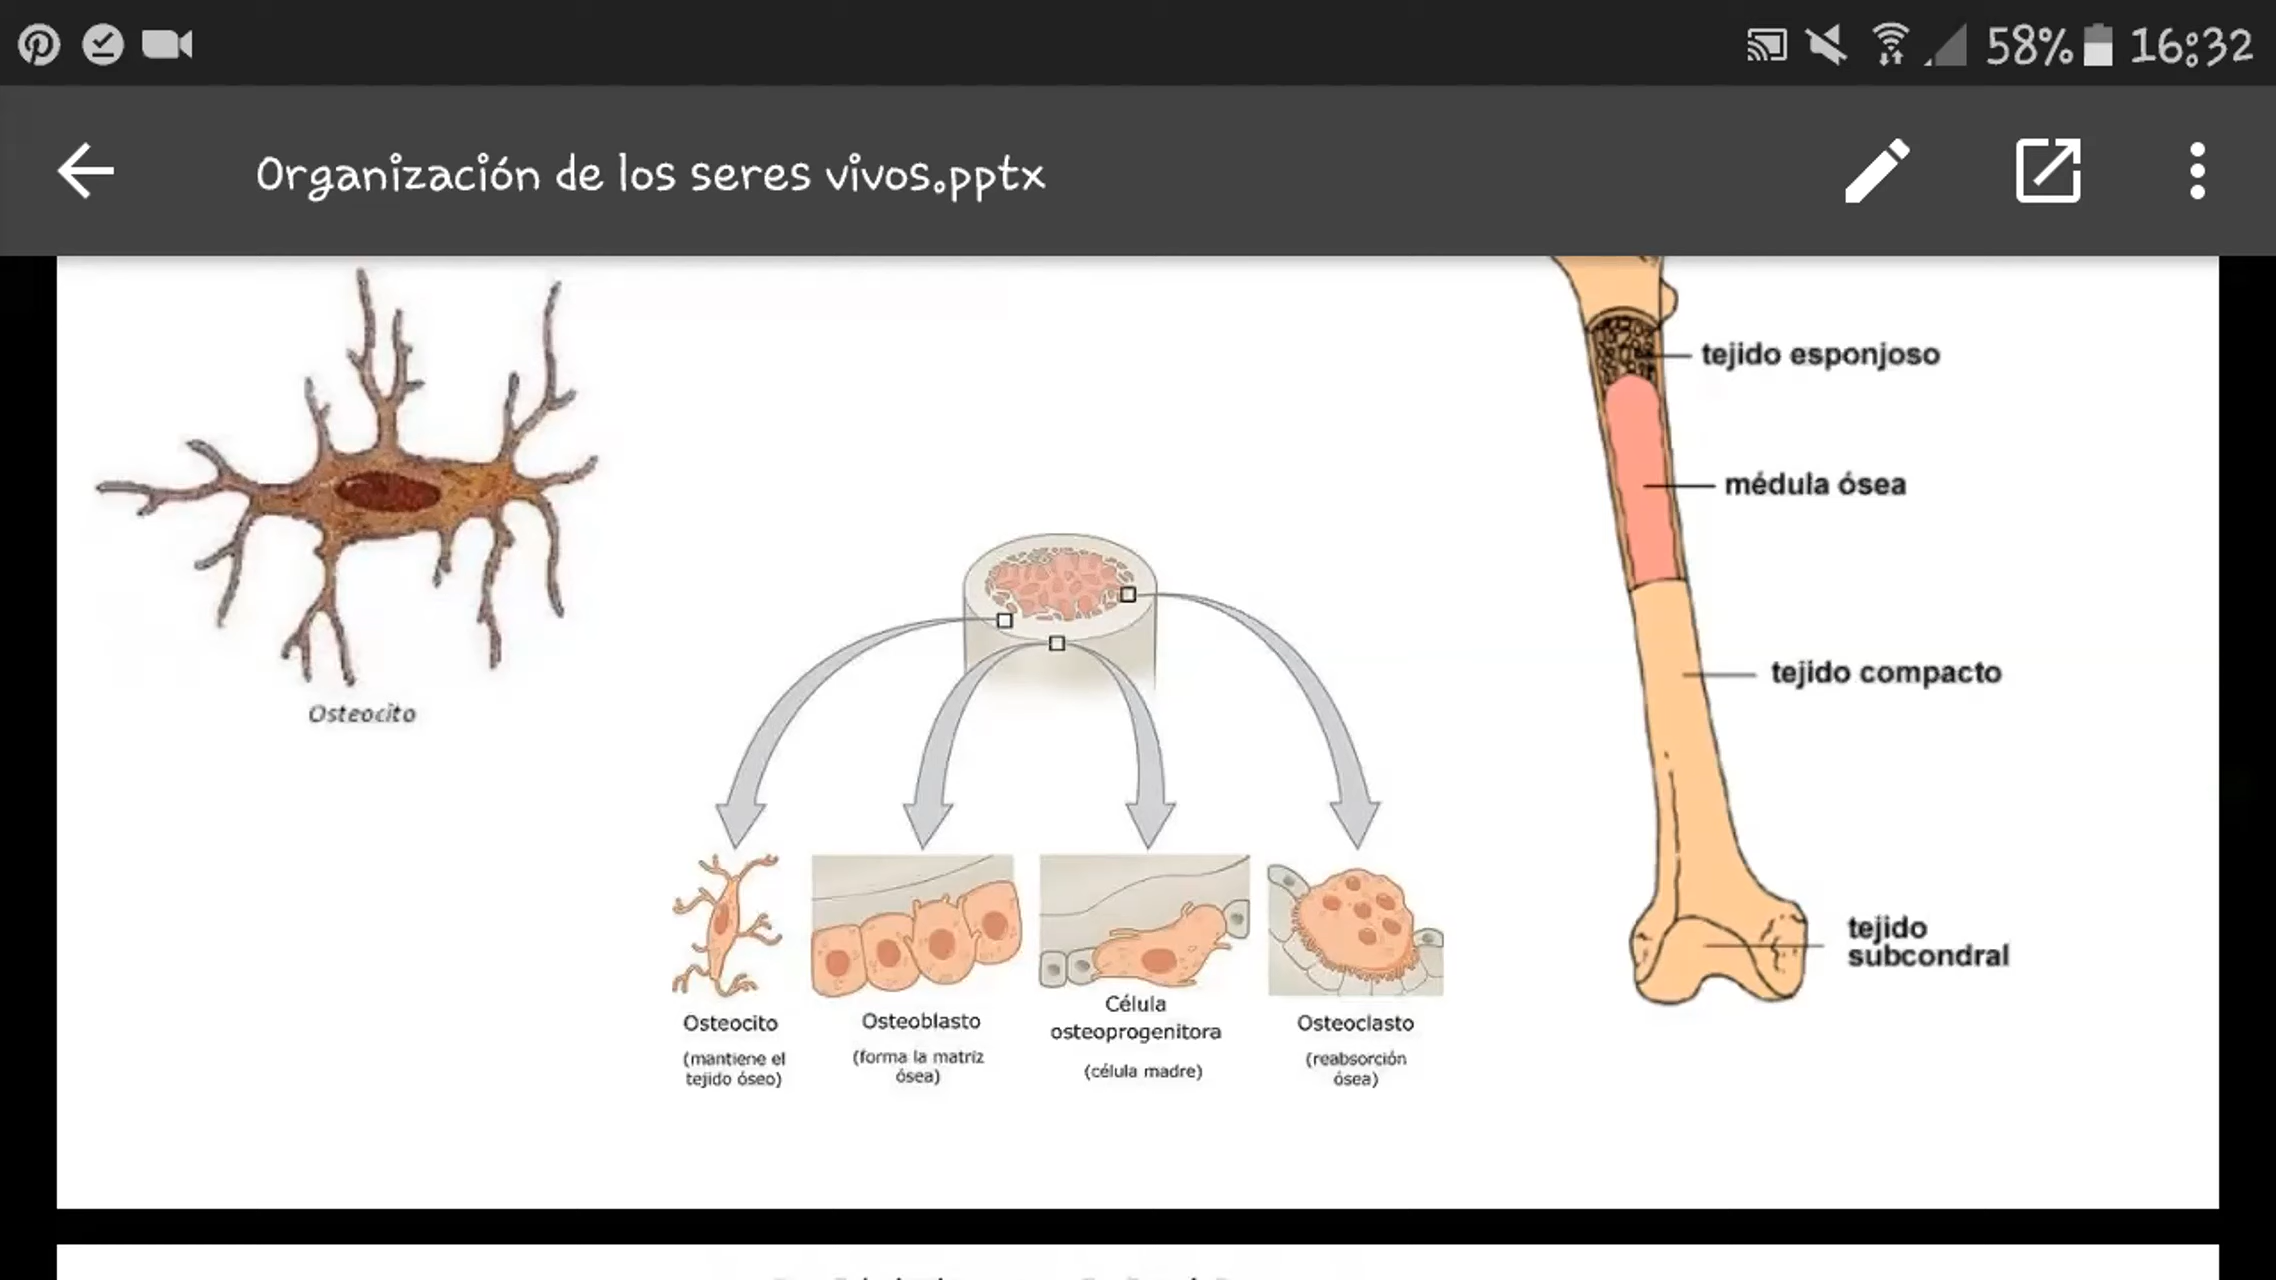 58% 16:32
Organización de los seres vivos.pptx
tejido esponjoso
médula ósea
tejido compacto
tejido
subcondral
Osteocito
Osteocito
(mantiene el
tejido óseo)
Osteoblasto
(forma la matriz
ósea)
Célula
osteoprogenitora
(célula madre)
Osteoclasto
(reabsorción
ósea)